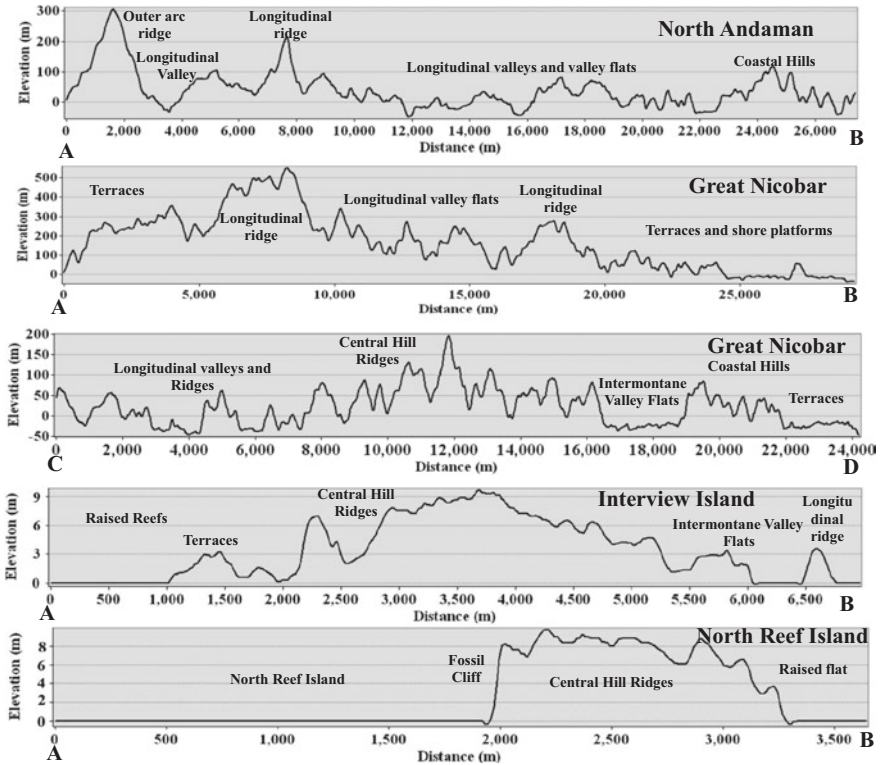 North Andaman
Outer arc ridge
Longitudinal Valley
Longitudinal ridge
Longitudinal valleys and valley flats
Coastal Hills
Elevation (m)
300
200
100
0
0 2,000 4,000 6,000 8,000 10,000 12,000 14,000 16,000 18,000 20,000 22,000 24,000 26,000
A Distance (m) B
Great Nicobar
Terraces
Longitudinal ridge
Longitudinal valley flats
Longitudinal ridge
Terraces and shore platforms
Elevation (m)
500
400
300
200
100
0
0 5,000 10,000 15,000 20,000 25,000
A Distance (m) B
Great Nicobar
Longitudinal valleys and Ridges
Central Hill Ridges
Intermontane Valley Flats
Coastal Hills
Terraces
Elevation (m)
200
150
100
50
0
-50
0 2,000 4,000 6,000 8,000 10,000 12,000 14,000 16,000 18,000 20,000 22,000 24,000
C Distance (m) D
Interview Island
Raised Reefs
Terraces
Central Hill Ridges
Intermontane Valley Flats
Longitu
dinal
ridge
Elevation (m)
9
6
3
0
0 500 1,000 1,500 2,000 2,500 3,000 3,500 4,000 4,500 5,000 5,500 6,000 6,500
A Distance (m) B
North Reef Island
North Reef Island
Fossil Cliff
Central Hill Ridges
Raised flat
Elevation (m)
8
6
4
2
0
0 500 1,000 1,500 2,000 2,500 3,000 3,500
A Distance (m) B